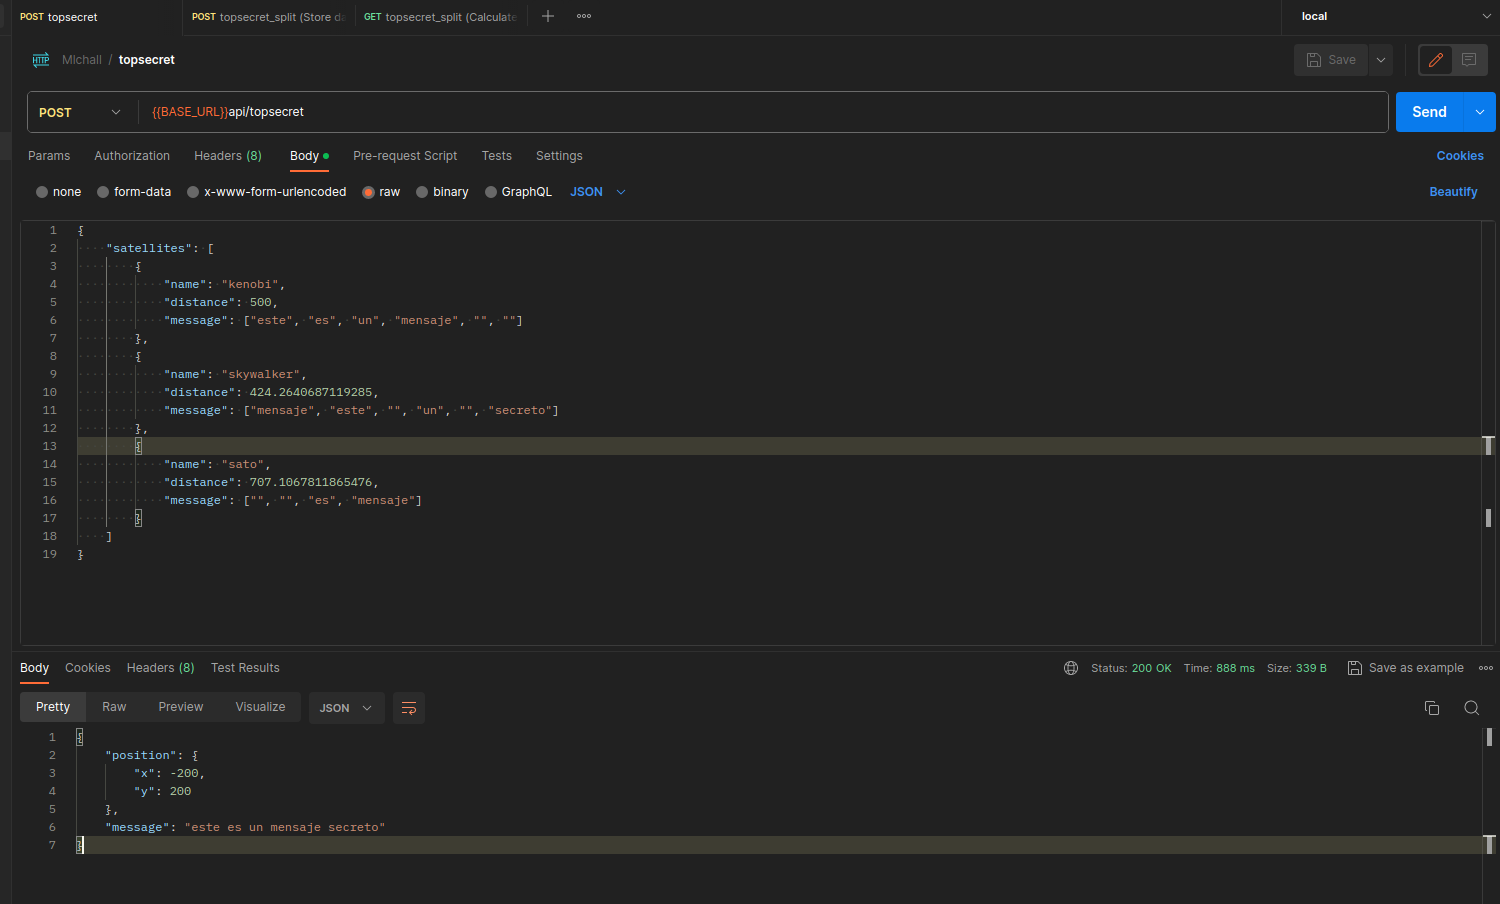 POST topsecret
POST topsecret_split (Store da
GET topsecret_split (Calculate
local
Michall / topsecret
Save
POST
{{BASE_URL}}api/topsecret
Send
Params Authorization Headers (8) Body Pre-request Script Tests Settings Cookies
none form-data x-www-form-urlencoded raw binary GraphQL JSON Beautify
1 {
2 "satellites": [
3 {
4 "name": "kenobi",
5 "distance": 500,
6 "message": ["este", "es", "un", "mensaje", "", ""]
7 },
8 {
9 "name": "skywalker",
10 "distance": 424.2640687119285,
11 "message": ["mensaje", "este", "", "un", "", "secreto"]
12 },
13 {
14 "name": "sato",
15 "distance": 707.1067811865476,
16 "message": ["", "", "es", "mensaje"]
17 }
18 ]
19 }
Body Cookies Headers (8) Test Results Status: 200 OK Time: 888 ms Size: 339 B Save as example
Pretty Raw Preview Visualize JSON
1 {
2 "position": {
3 "x": -200,
4 "y": 200
5 },
6 "message": "este es un mensaje secreto"
7 }